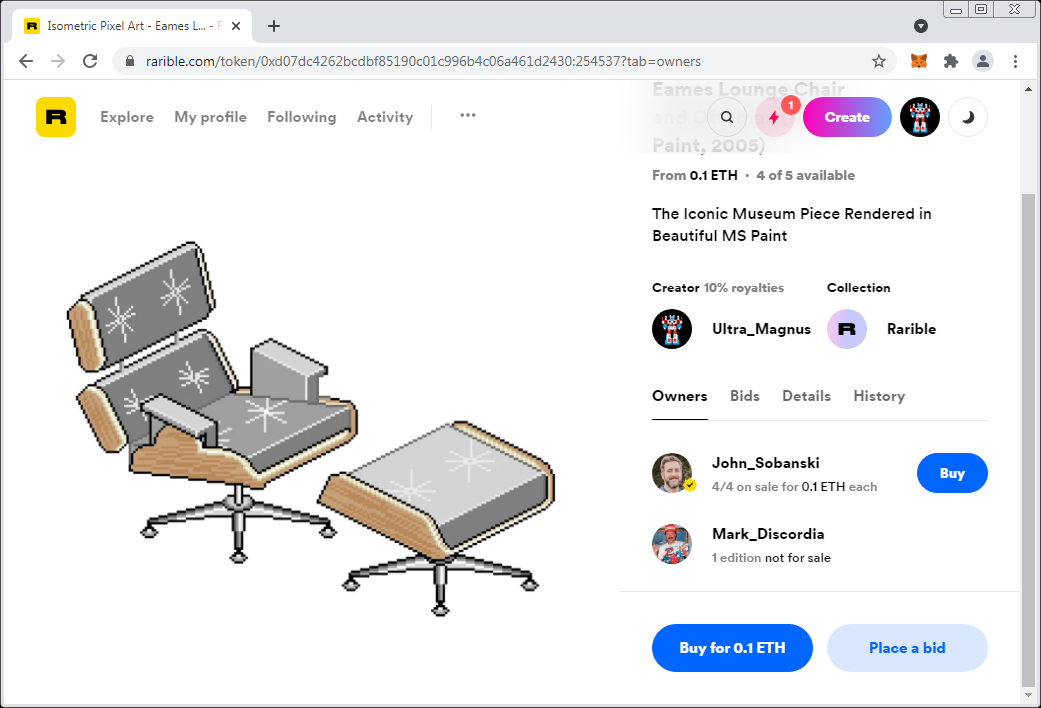 Isometric Pixel Art - Eames L... - R
rarible.com/token/0xd07dc4262bcdbf85190c01c996b4c06a461d2430:254537?tab=owners
R
Explore
My profile
Following
Activity
1
Create
Eames Lounge Chair
Paint, 2005)
From 0.1 ETH · 4 of 5 available
The Iconic Museum Piece Rendered in
Beautiful MS Paint
Creator 10% royalties
Collection
Ultra_Magnus
R
Rarible
Owners
Bids
Details
History
John_Sobanski
4/4 on sale for 0.1 ETH each
Buy
Mark_Discordia
1 edition not for sale
Buy for 0.1 ETH
Place a bid